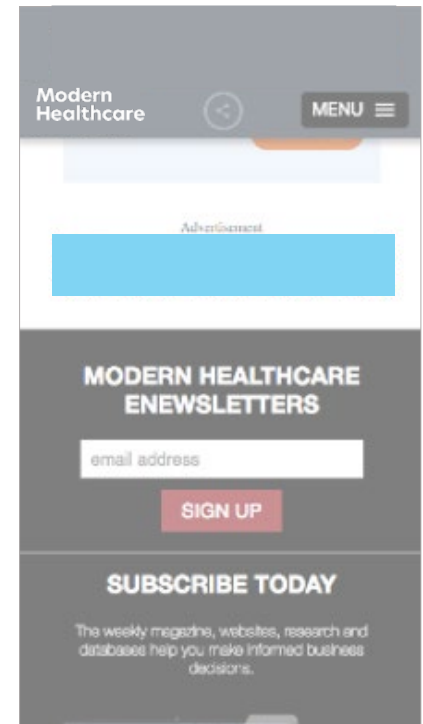 Modern
Healthcare
MENU
Advertisement
MODERN HEALTHCARE
ENEWSLETTERS
email address
SIGN UP
SUBSCRIBE TODAY
The weekly magazine, websites, research and
databases help you make informed business
decisions.